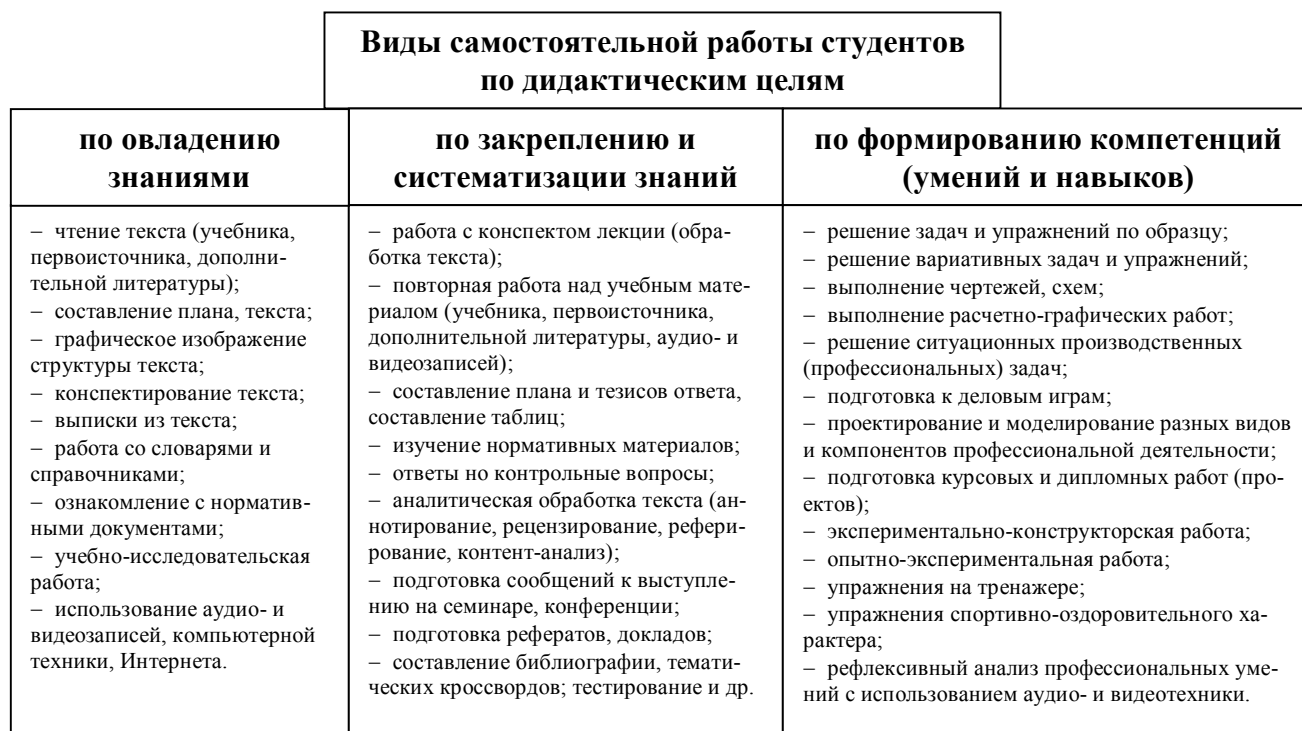 Виды самостоятельной работы студентов
по дидактическим целям
по овладению
знаниями
– чтение текста (учебника,
первоисточника, дополни-
тельной литературы);
– составление плана, текста;
– графическое изображение
структуры текста;
– конспектирование текста;
– выписки из текста;
– работа со словарями и
справочниками;
– ознакомление с норматив-
ными документами;
– учебно-исследовательская
работа;
– использование аудио- и
видеозаписей, компьютерной
техники, Интернета.
по закреплению и
систематизации знаний
– работа с конспектом лекции (обра-
ботка текста);
– повторная работа над учебным мате-
риалом (учебника, первоисточника,
дополнительной литературы, аудио- и
видеозаписей);
– составление плана и тезисов ответа,
составление таблиц;
– изучение нормативных материалов;
– ответы но контрольные вопросы;
– аналитическая обработка текста (ан-
нотирование, рецензирование, рефери-
рование, контент-анализ);
– подготовка сообщений к выступле-
нию на семинаре, конференции;
– подготовка рефератов, докладов;
– составление библиографии, темати-
ческих кроссвордов; тестирование и др.
по формированию компетенций
(умений и навыков)
– решение задач и упражнений по образцу;
– решение вариативных задач и упражнений;
– выполнение чертежей, схем;
– выполнение расчетно-графических работ;
– решение ситуационных производственных
(профессиональных) задач;
– подготовка к деловым играм;
– проектирование и моделирование разных видов
и компонентов профессиональной деятельности;
– подготовка курсовых и дипломных работ (про-
ектов);
– экспериментально-конструкторская работа;
– опытно-экспериментальная работа;
– упражнения на тренажере;
– упражнения спортивно-оздоровительного ха-
рактера;
– рефлексивный анализ профессиональных уме-
ний с использованием аудио- и видеотехники.